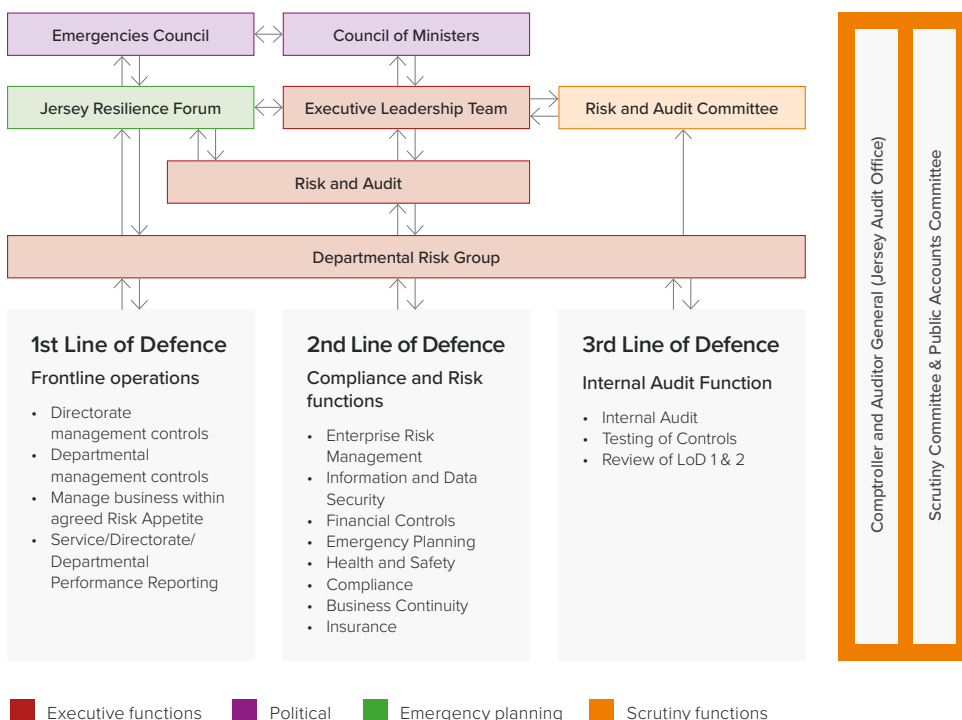 Emergencies Council
Council of Ministers
Jersey Resilience Forum
Executive Leadership Team
Risk and Audit Committee
Risk and Audit
Departmental Risk Group
1st Line of Defence
Frontline operations
• Directorate
management controls
• Departmental
management controls
• Manage business within
agreed Risk Appetite
• Service/Directorate/
Departmental
Performance Reporting
2nd Line of Defence
Compliance and Risk
functions
• Enterprise Risk
Management
• Information and Data
Security
• Financial Controls
• Emergency Planning
• Health and Safety
• Compliance
• Business Continuity
• Insurance
3rd Line of Defence
Internal Audit Function
• Internal Audit
• Testing of Controls
• Review of LoD 1 & 2
Comptroller and Auditor General (Jersey Audit Office)
Scrutiny Committee & Public Accounts Committee
Executive functions
Political
Emergency planning
Scrutiny functions